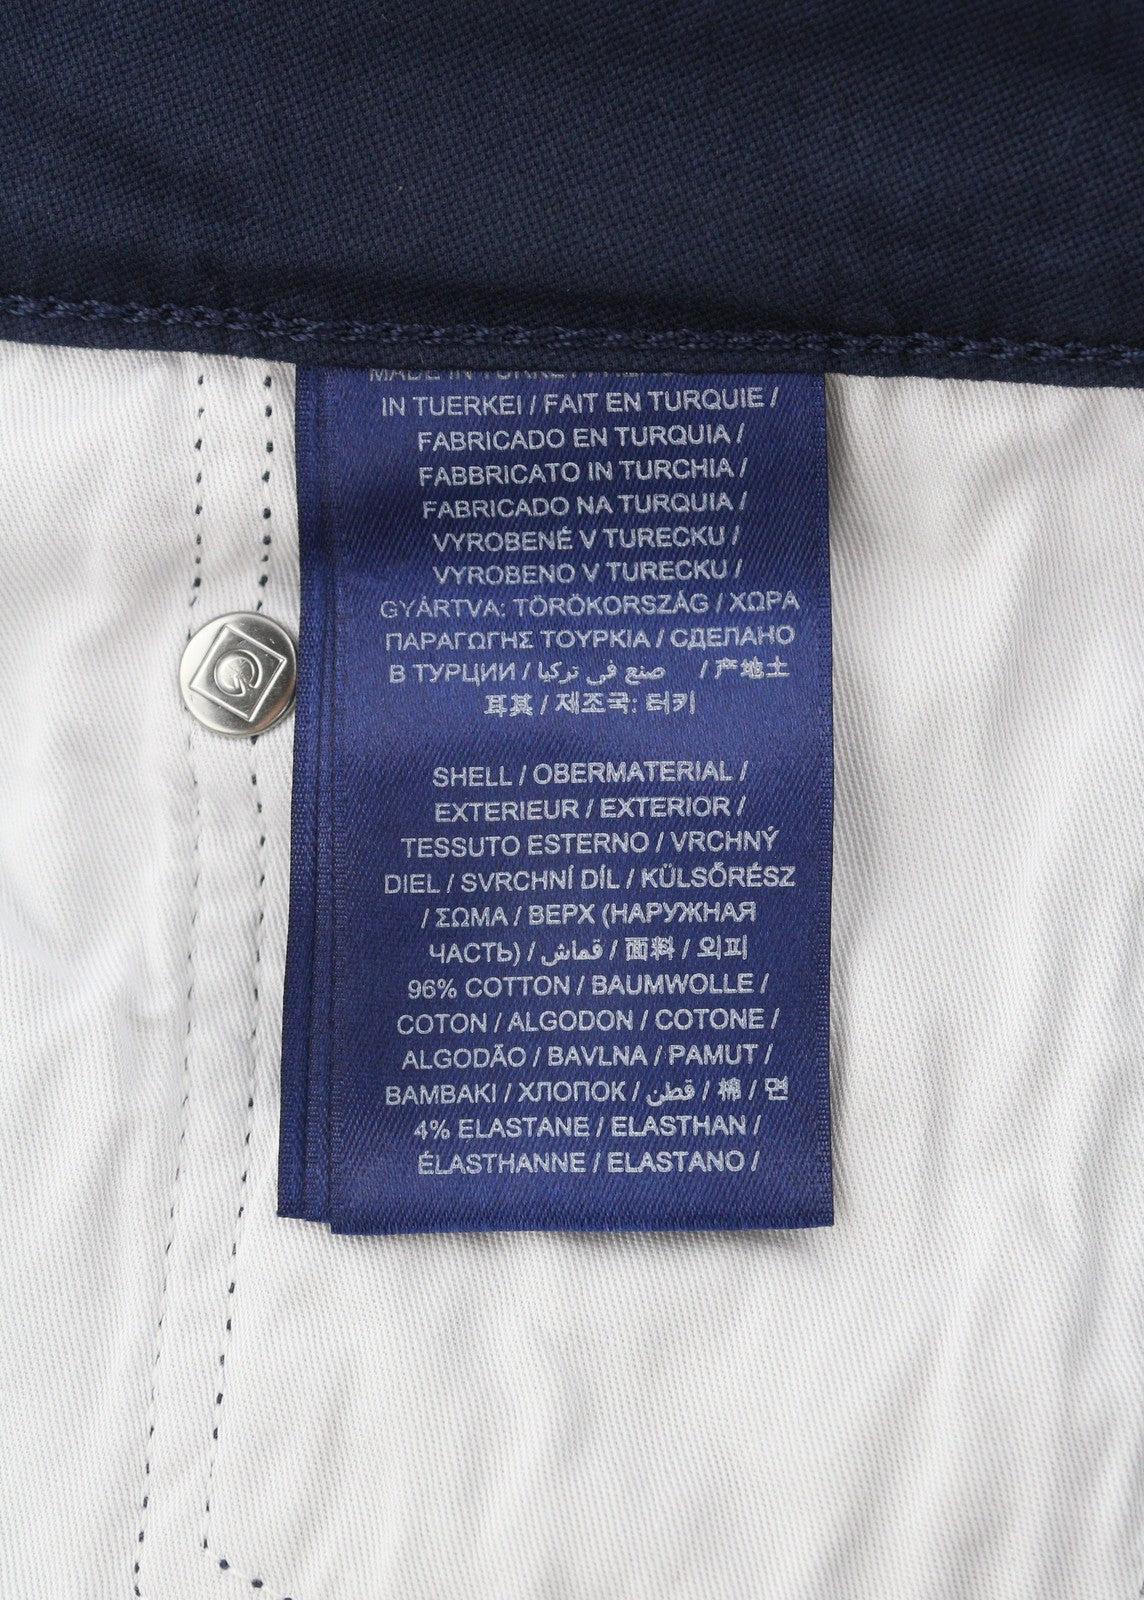 MADE IN
IN TUERKEI / FAIT EN TURQUIE /
FABRICADO EN TURQUIA /
FABBRICATO IN TURCHIA /
FABRICADO NA TURQUIA /
VYROBENÉ V TURECKU /
VYROBENO V TURECKU /
GYÁRTVA: TÖRÖKORSZÁG / ΧΩΡΑ
ΠΑΡΑΓΩΓΗΣ ΤΟΥΡΚΙΑ / СДЕЛАНО
В ТУРЦИИ / صنع في تركيا / 产地土
耳其 / 제조국: 터키
SHELL / OBERMATERIAL /
EXTERIEUR / EXTERIOR /
TESSUTO ESTERNO / VRCHNÝ
DIEL / SVRCHNÍ DÍL / KÜLSŐRÉSZ
/ ΣΩΜΑ / ВЕРХ (НАРУЖНАЯ
ЧАСТЬ) / قماش / 面料 / 외피
96% COTTON / BAUMWOLLE /
COTON / ALGODON / COTONE /
ALGODÃO / BAVLNA / PAMUT /
BAMBAKI / ХЛОПОК / قطن / 棉 / 면
4% ELASTANE / ELASTHAN /
ÉLASTHANNE / ELASTANO /